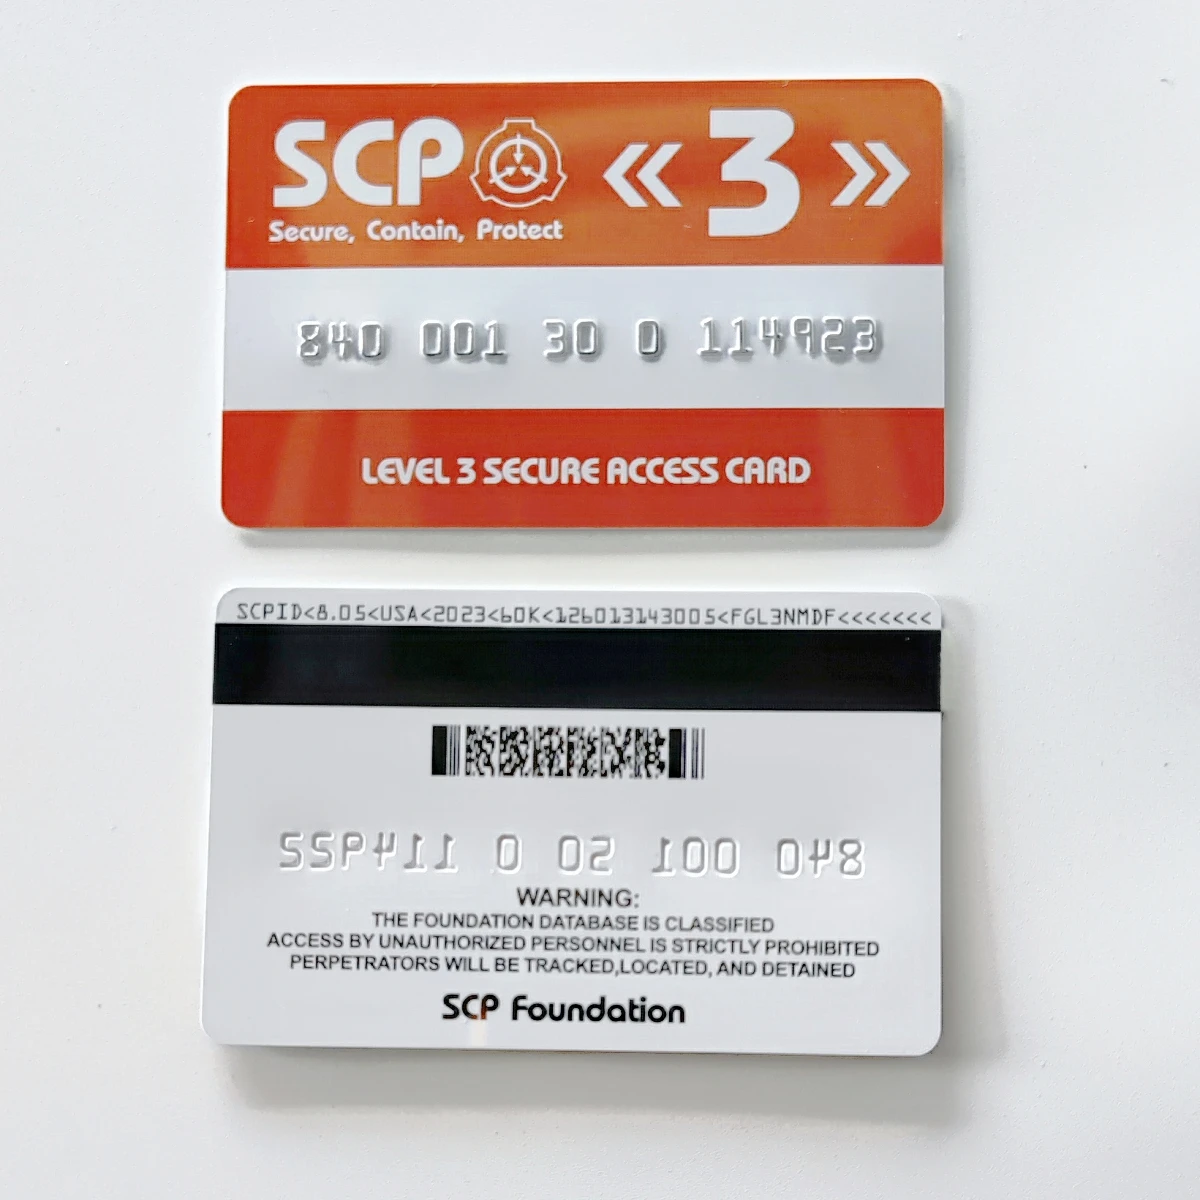 SCP « 3 »
Secure, Contain, Protect
840 001 30 0 114923
LEVEL 3 SECURE ACCESS CARD
SCPID<8.05<USA<2023<60K<126013143005<FGL3NMDF<<<<<<<
SSP411 0 02 100 048
WARNING:
THE FOUNDATION DATABASE IS CLASSIFIED
ACCESS BY UNAUTHORIZED PERSONNEL IS STRICTLY PROHIBITED
PERPETRATORS WILL BE TRACKED,LOCATED, AND DETAINED
SCP Foundation